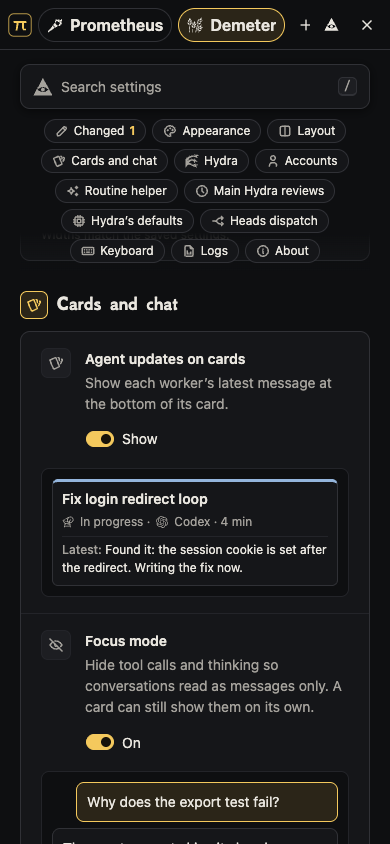 π Prometheus Demeter
Search settings /
Changed 1 Appearance Layout
Cards and chat Hydra Accounts
Routine helper Main Hydra reviews
Hydra's defaults Heads dispatch
Keyboard Logs About
Cards and chat
Agent updates on cards
Show each worker's latest message at
the bottom of its card.
Show
Fix login redirect loop
In progress · Codex · 4 min
Latest: Found it: the session cookie is set after
the redirect. Writing the fix now.
Focus mode
Hide tool calls and thinking so
conversations read as messages only. A
card can still show them on its own.
On
Why does the export test fail?